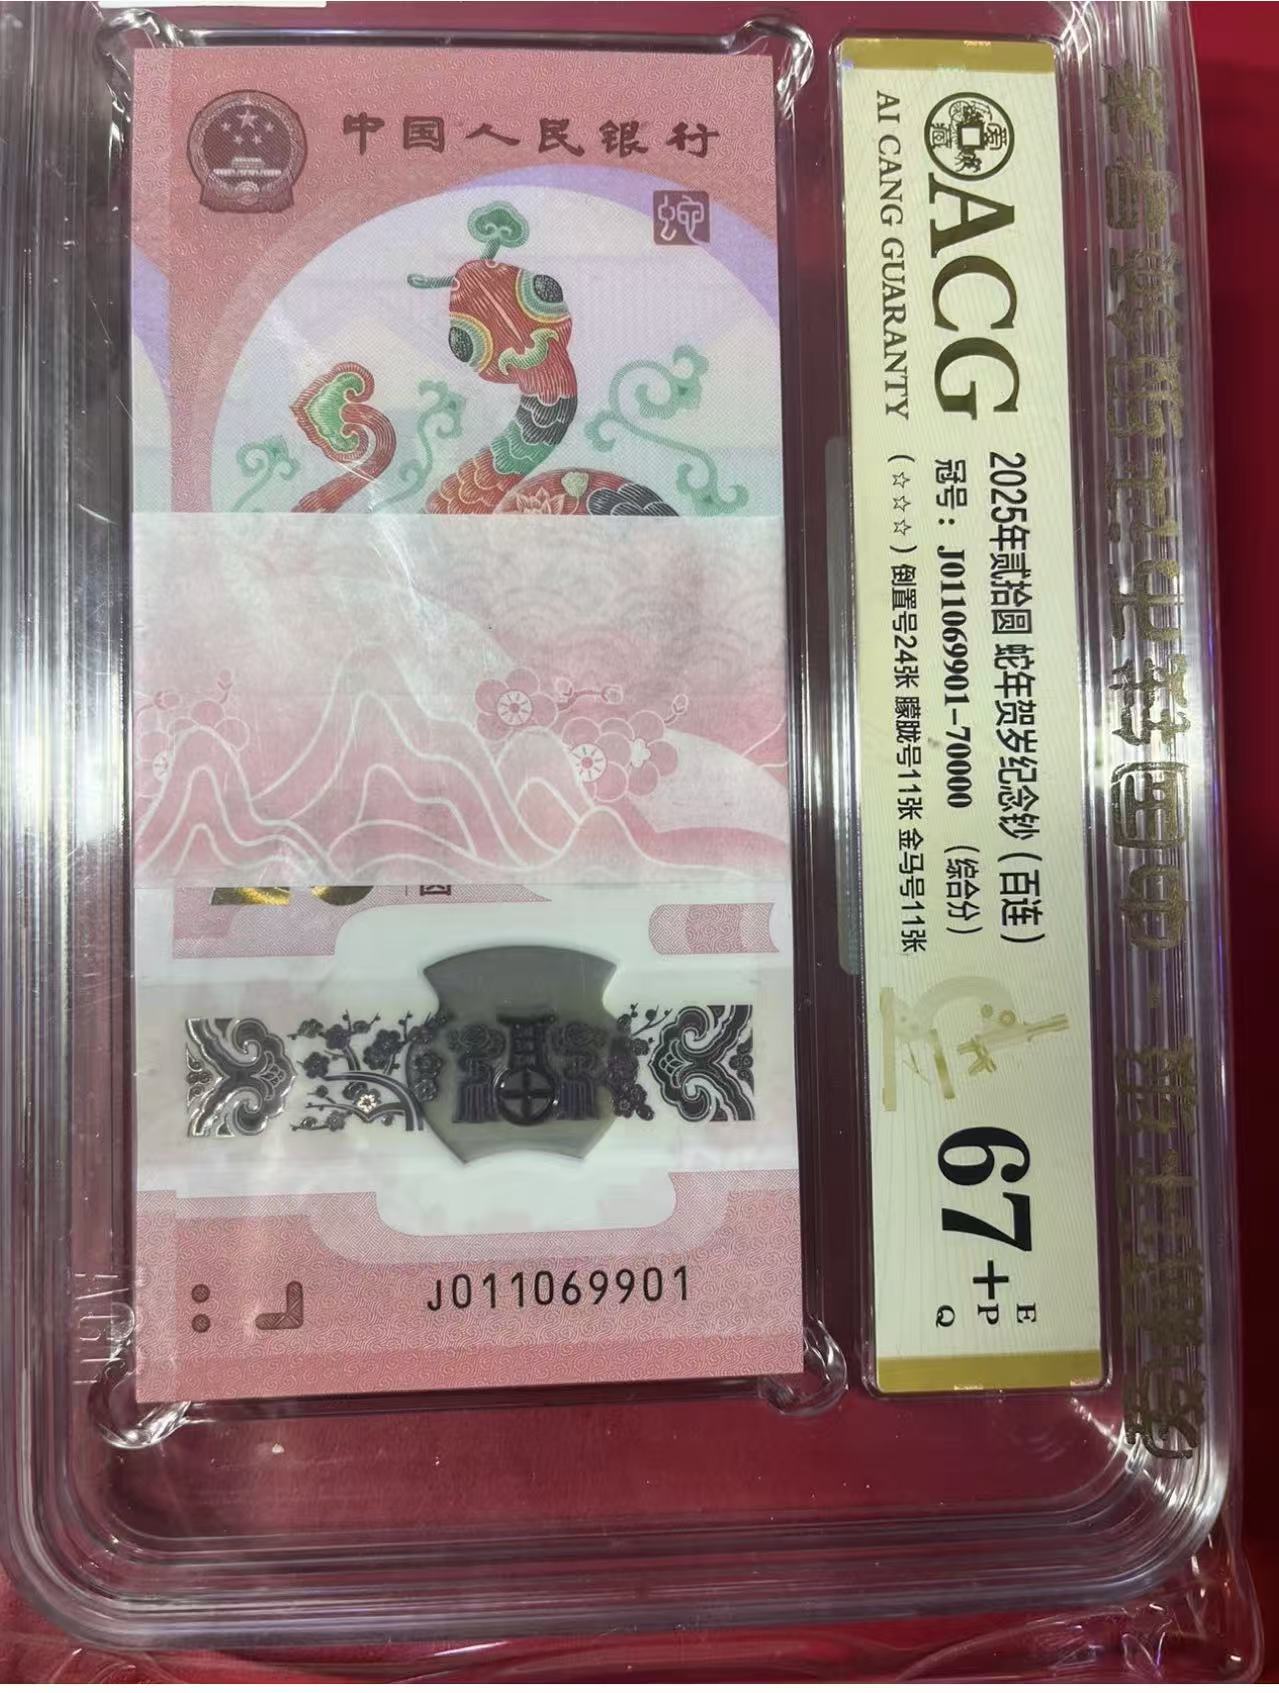 中国人民银行
蛇
J011069901
ACG
AI CANG GUARANTY
2025年贰拾圆 蛇年贺岁纪念钞（百连）
冠号：J011069901-70000 （综合分）
（☆☆☆）倒置号24张 朦胧号11张 金马号11张
67+
E
P
Q